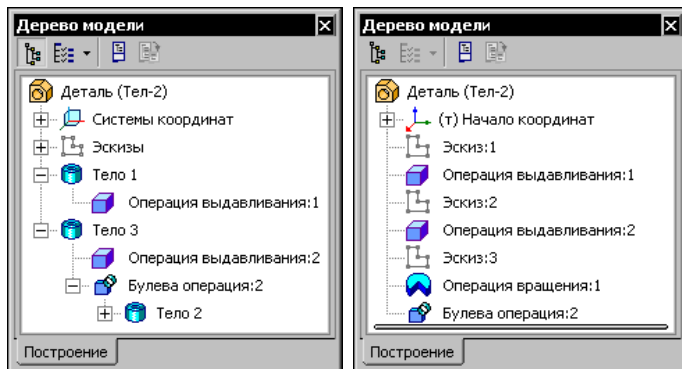 Дерево модели
Деталь (Тел-2)
Системы координат
Эскизы
Тело 1
Операция выдавливания:1
Тело 3
Операция выдавливания:2
Булева операция:2
Тело 2
Построение
Дерево модели
Деталь (Тел-2)
(т) Начало координат
Эскиз:1
Операция выдавливания:1
Эскиз:2
Операция выдавливания:2
Эскиз:3
Операция вращения:1
Булева операция:2
Построение